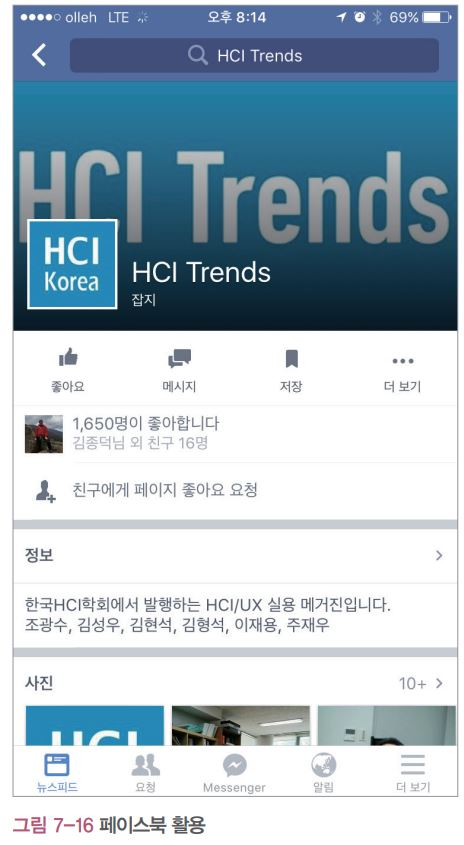 olleh LTE 오후 8:14 69%
HCI Trends
HCI Trends
HCI
Korea
HCI Trends
잡지
좋아요 메시지 저장 더 보기
1,650명이 좋아합니다
김종덕님 외 친구 16명
친구에게 페이지 좋아요 요청
정보
한국HCI학회에서 발행하는 HCI/UX 실용 메거진입니다.
조광수, 김성우, 김현석, 김형석, 이재용, 주재우
사진 10+
HCI
뉴스피드 요청 Messenger 알림 더 보기
그림 7-16 페이스북 활용